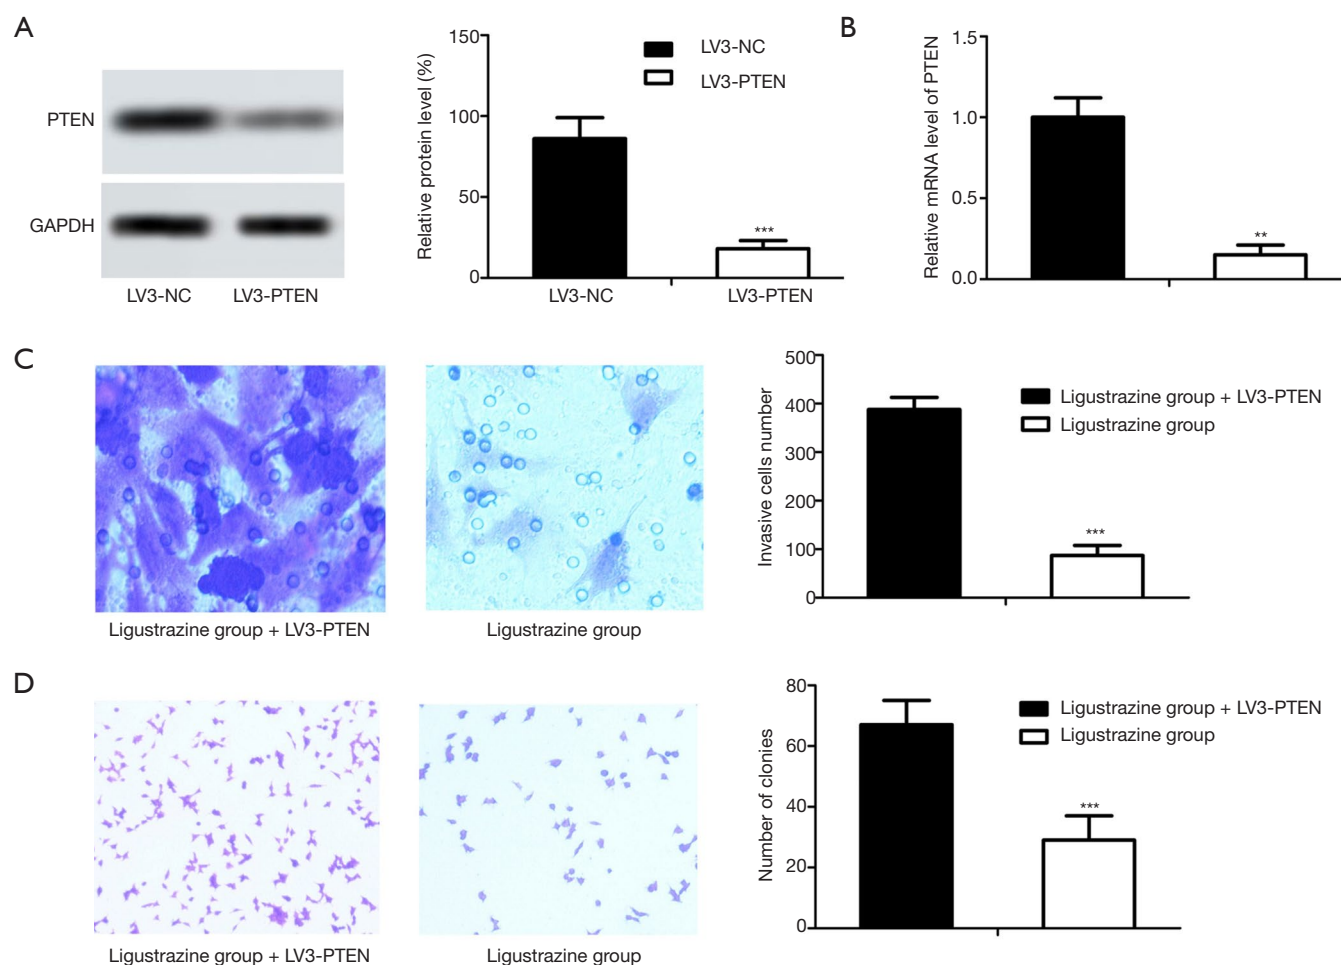 A
PTEN
GAPDH
LV3-NC LV3-PTEN
Relative protein level (%)
150
100
50
0
LV3-NC
LV3-PTEN
***
LV3-NC LV3-PTEN
B
Relative mRNA level of PTEN
1.5
1.0
0.5
0.0
**
C
Ligustrazine group + LV3-PTEN
Ligustrazine group
Invasive cells number
500
400
300
200
100
0
***
Ligustrazine group + LV3-PTEN
Ligustrazine group
D
Ligustrazine group + LV3-PTEN
Ligustrazine group
Number of clonies
80
60
40
20
0
***
Ligustrazine group + LV3-PTEN
Ligustrazine group